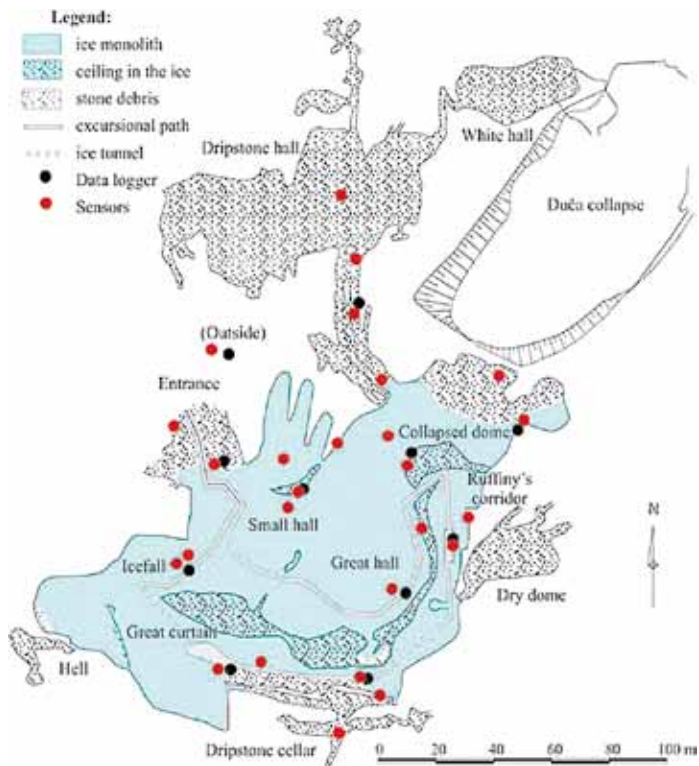 Legend:
ice monolith
ceiling in the ice
stone debris
excursional path
ice tunnel
Data logger
Sensors
White hall
Dripstone hall
Duča collapse
(Outside)
Entrance
Collapsed dome
Ruffiny's
corridor
N
Small hall
Icefall
Great hall
Dry dome
Great curtain
Hell
Dripstone cellar
0 20 40 60 80 100 m